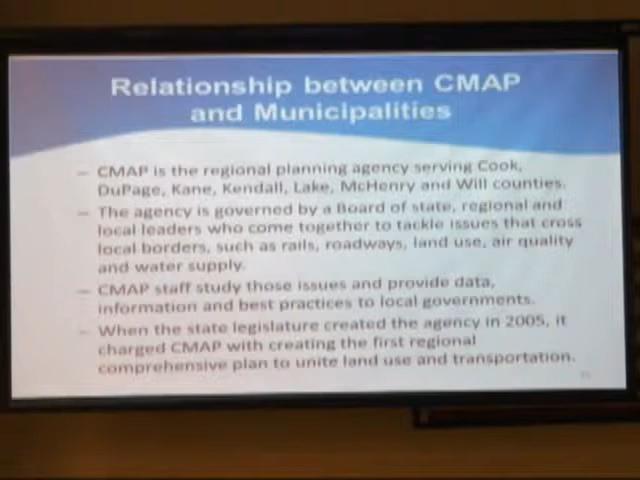 Relationship between CMAP
and Municipalities
– CMAP is the regional planning agency serving Cook,
DuPage, Kane, Kendall, Lake, McHenry and Will counties.
– The agency is governed by a Board of state, regional and
local leaders who come together to tackle issues that cross
local borders, such as rails, roadways, land use, air quality
and water supply.
– CMAP staff study those issues and provide data,
information and best practices to local governments.
– When the state legislature created the agency in 2005, it
charged CMAP with creating the first regional
comprehensive plan to unite land use and transportation.